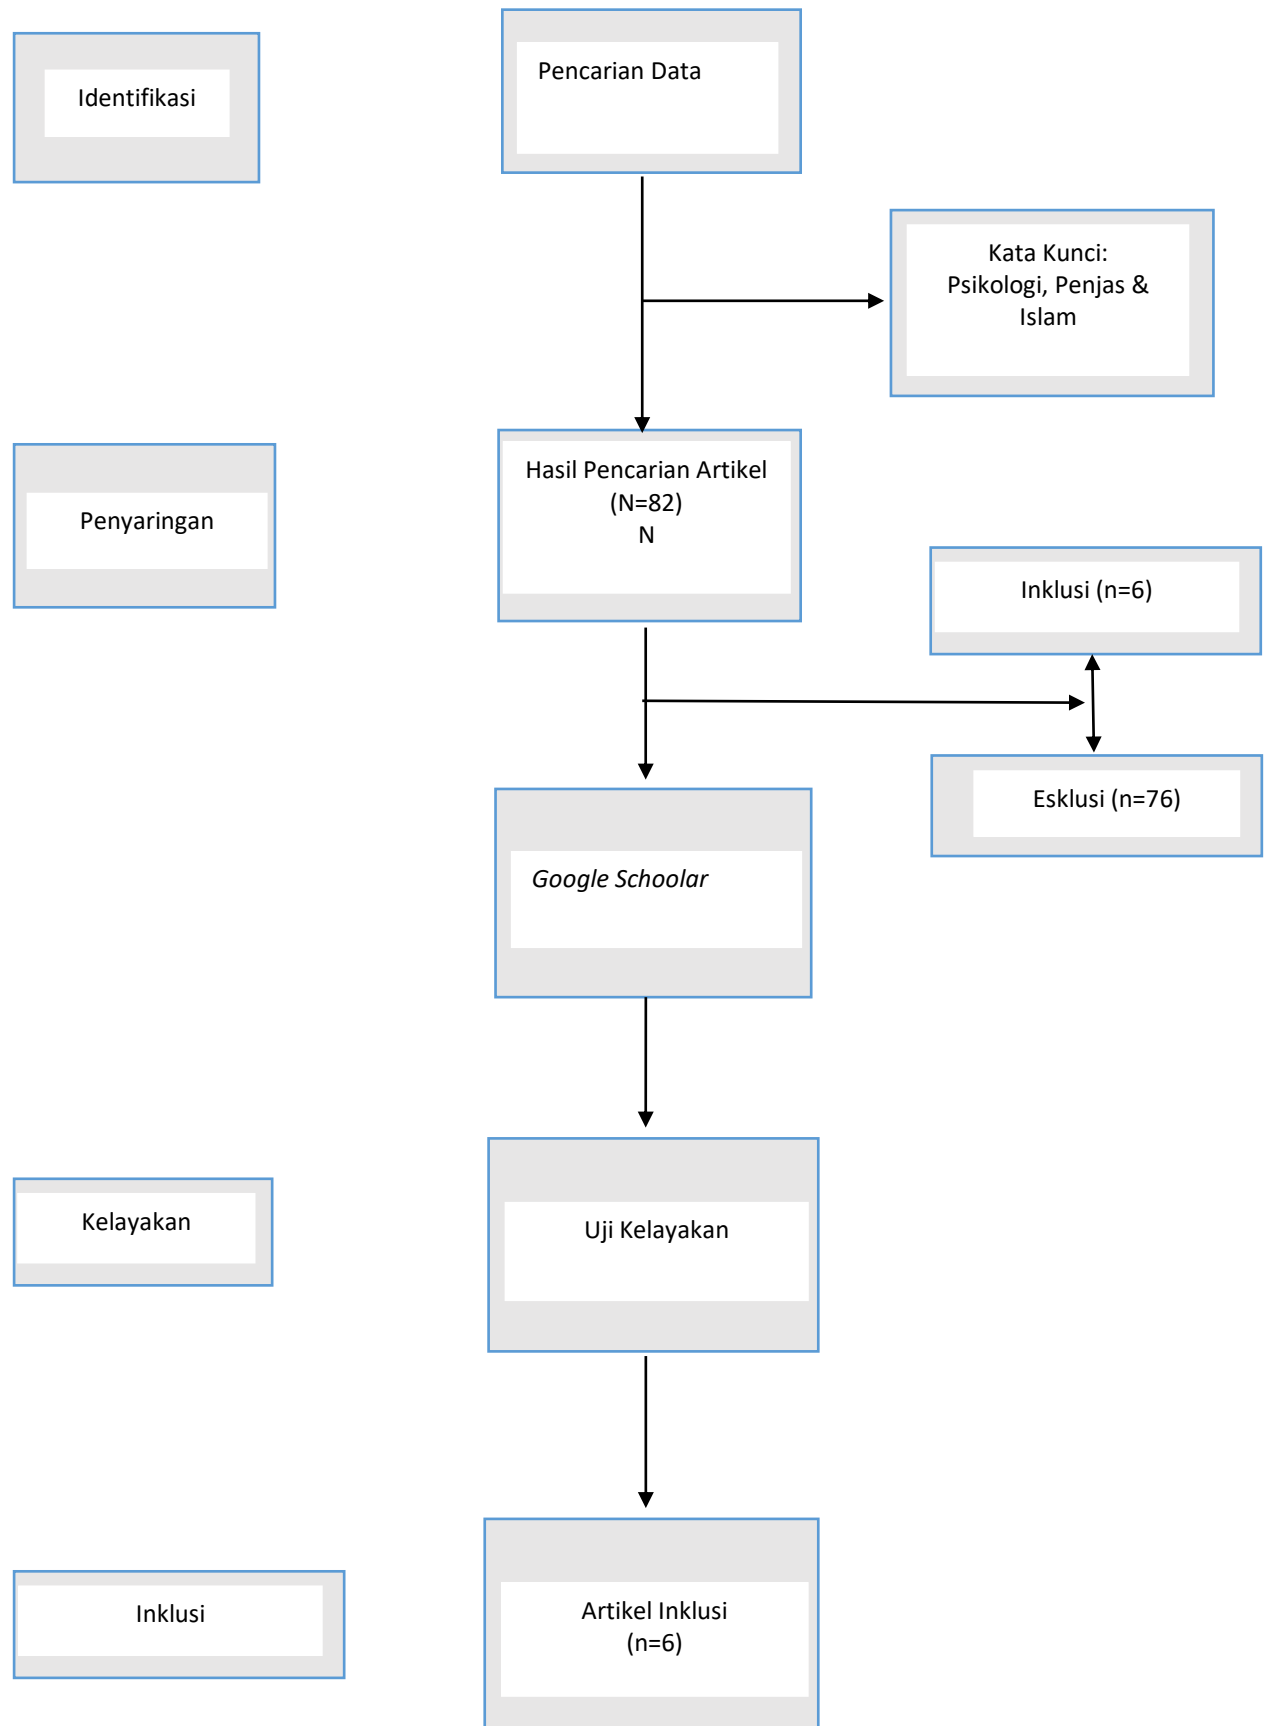 Identifikasi
Pencarian Data
Kata Kunci:
Psikologi, Penjas &
Islam
Penyaringan
Hasil Pencarian Artikel
(N=82)
N
Inklusi (n=6)
Esklusi (n=76)
Google Schoolar
Kelayakan
Uji Kelayakan
Inklusi
Artikel Inklusi
(n=6)